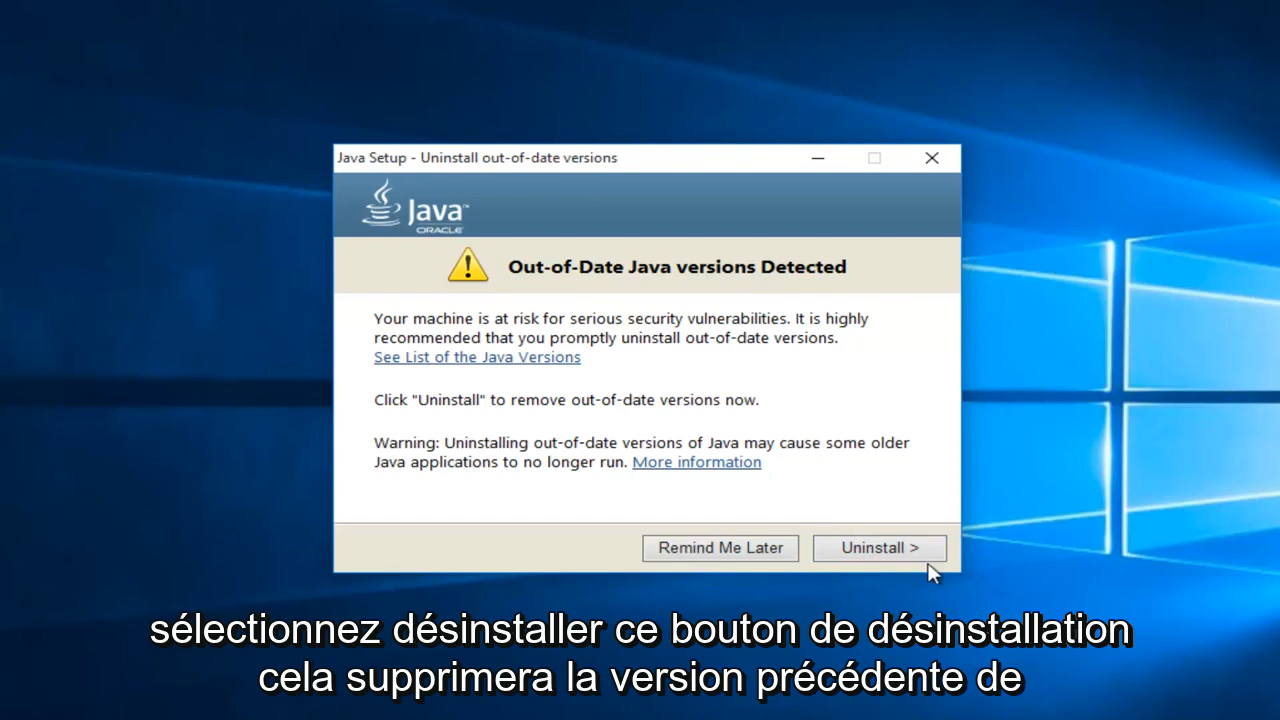 Java Setup - Uninstall out-of-date versions
Java™
ORACLE
Out-of-Date Java versions Detected
Your machine is at risk for serious security vulnerabilities. It is highly
recommended that you promptly uninstall out-of-date versions.
See List of the Java Versions
Click "Uninstall" to remove out-of-date versions now.
Warning: Uninstalling out-of-date versions of Java may cause some older
Java applications to no longer run. More information
Remind Me Later
Uninstall >
sélectionnez désinstaller ce bouton de désinstallation
cela supprimera la version précédente de